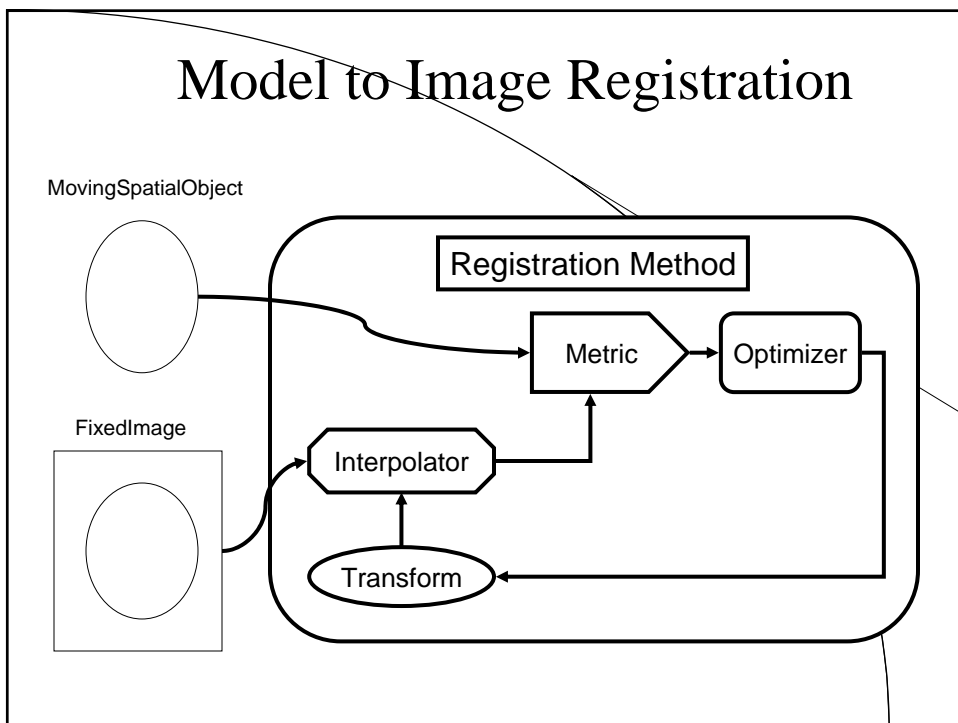 Model to Image Registration
MovingSpatialObject
Registration Method
Metric
Optimizer
FixedImage
Interpolator
Transform